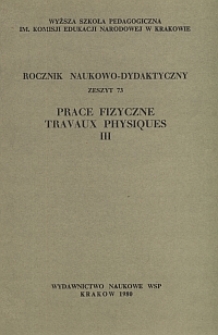 WYŻSZA SZKOŁA PEDAGOGICZNA
IM. KOMISJI EDUKACJI NARODOWEJ W KRAKOWIE
ROCZNIK NAUKOWO-DYDAKTYCZNY
ZESZYT 73
PRACE FIZYCZNE
TRAVAUX PHYSIQUES
III
WYDAWNICTWO NAUKOWE WSP
KRAKÓW 1980